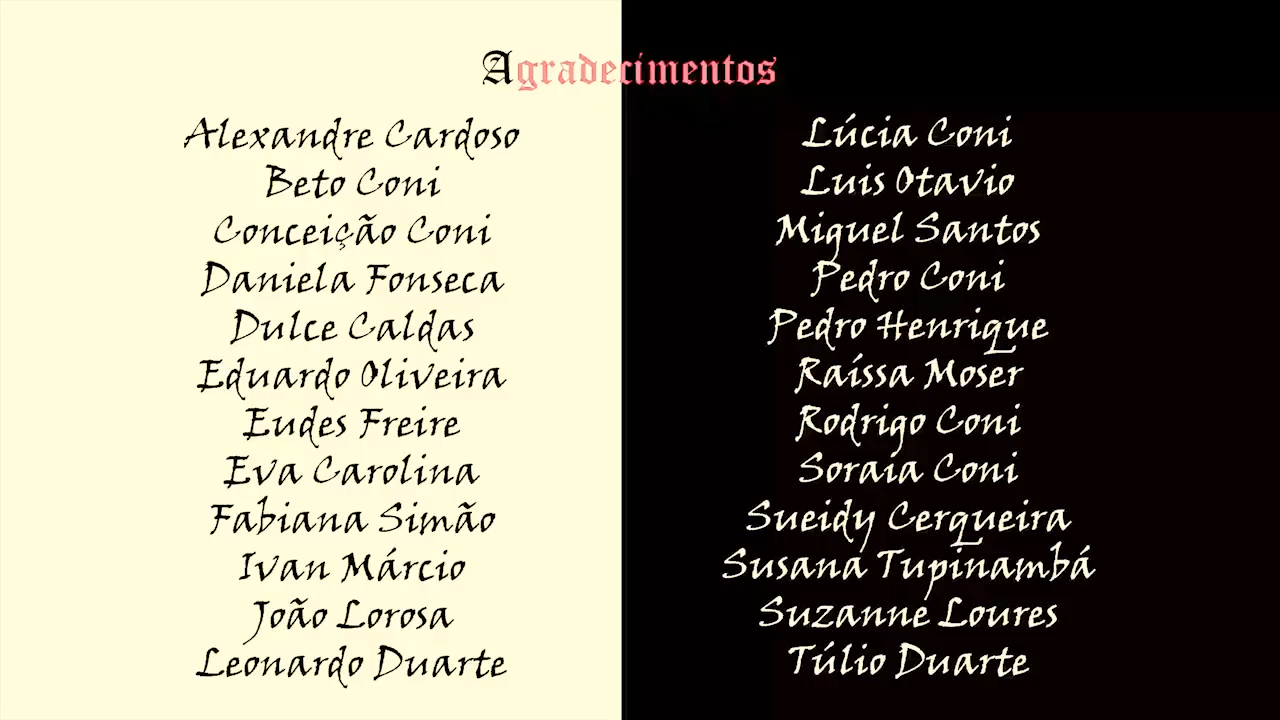 Agradecimentos
Alexandre Cardoso
Beto Coni
Conceição Coni
Daniela Fonseca
Dulce Caldas
Eduardo Oliveira
Eudes Freire
Eva Carolina
Fabiana Simão
Ivan Márcio
João Lorosa
Leonardo Duarte
Lúcia Coni
Luis Otavio
Miguel Santos
Pedro Coni
Pedro Henrique
Raíssa Moser
Rodrigo Coni
Soraia Coni
Sueidy Cerqueira
Susana Tupinambá
Suzanne Loures
Túlio Duarte